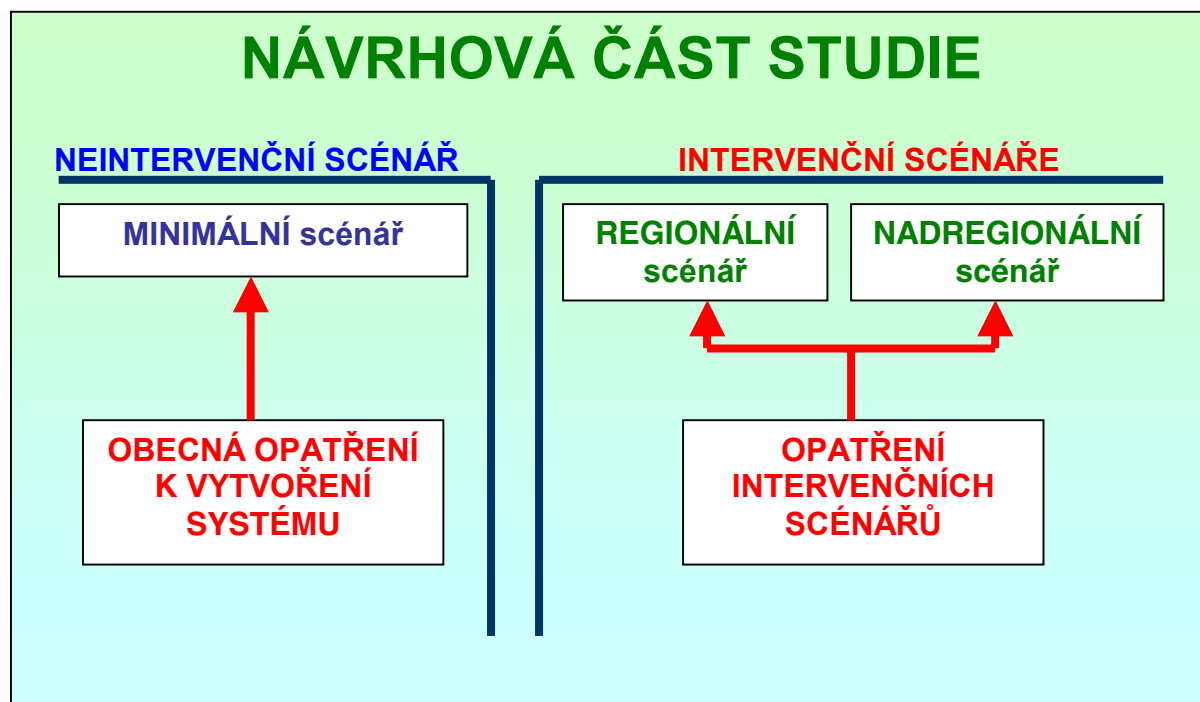 NÁVRHOVÁ ČÁST STUDIE
NEINTERVENČNÍ SCÉNÁŘ
MINIMÁLNÍ scénář
OBECNÁ OPATŘENÍ
K VYTVOŘENÍ
SYSTÉMU
INTERVENČNÍ SCÉNÁŘE
REGIONÁLNÍ
scénář
NADREGIONÁLNÍ
scénář
OPATŘENÍ
INTERVENČNÍCH
SCÉNÁŘŮ